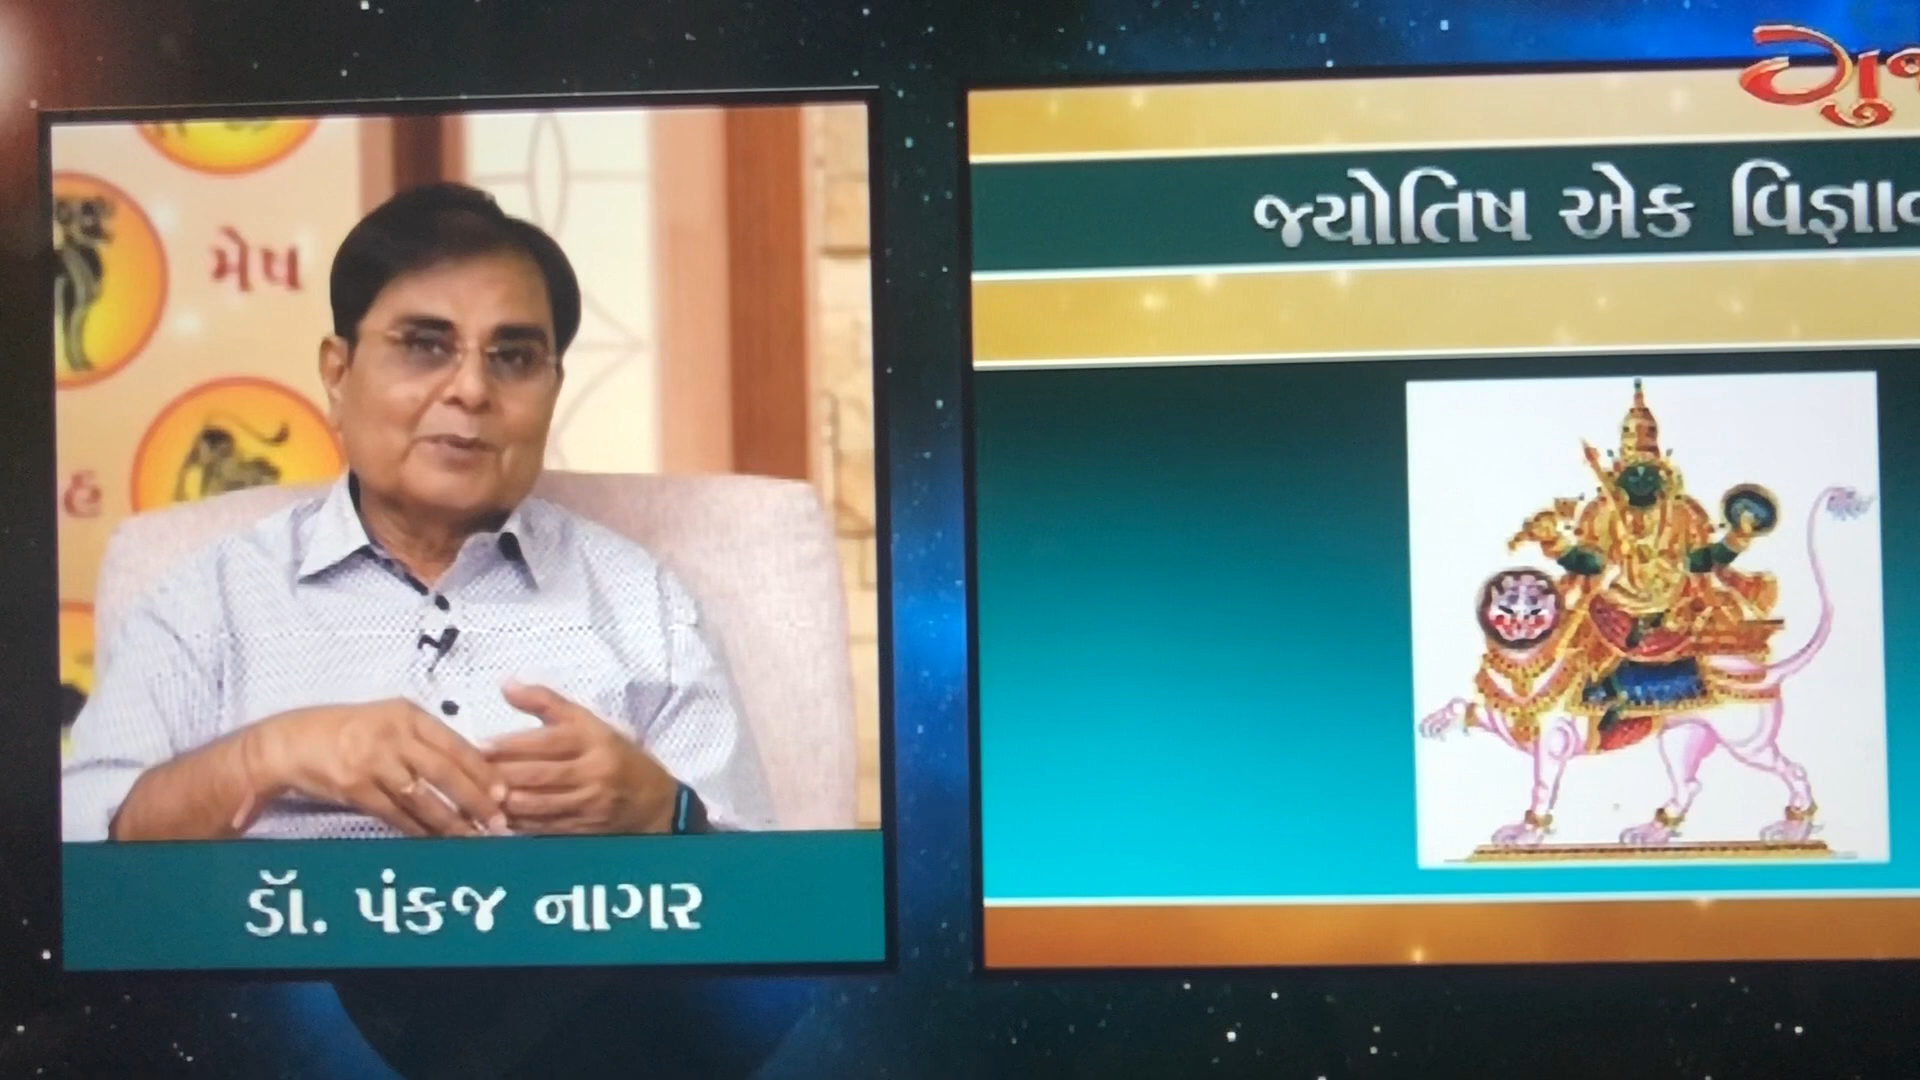 જ્યોતિષ એક
મેષ
ડૉ. પંકજ નાગર